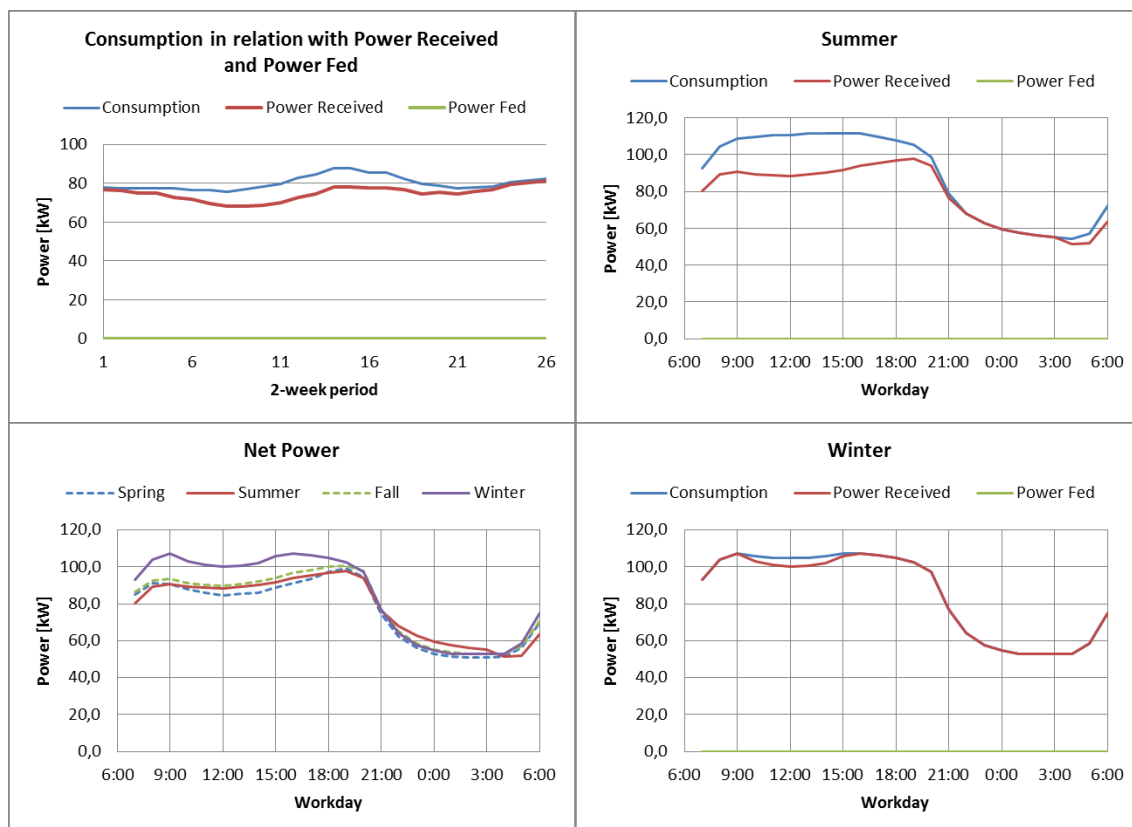 Consumption in relation with Power Received
and Power Fed
Consumption Power Received Power Fed
100
80
60
40
20
0
Power [kW]
1 6 11 16 21 26
2-week period
Summer
Consumption Power Received Power Fed
120,0
100,0
80,0
60,0
40,0
20,0
0,0
Power [kW]
6:00 9:00 12:00 15:00 18:00 21:00 0:00 3:00 6:00
Workday
Net Power
Spring Summer Fall Winter
120,0
100,0
80,0
60,0
40,0
20,0
0,0
Power [kW]
6:00 9:00 12:00 15:00 18:00 21:00 0:00 3:00 6:00
Workday
Winter
Consumption Power Received Power Fed
120,0
100,0
80,0
60,0
40,0
20,0
0,0
Power [kW]
6:00 9:00 12:00 15:00 18:00 21:00 0:00 3:00 6:00
Workday